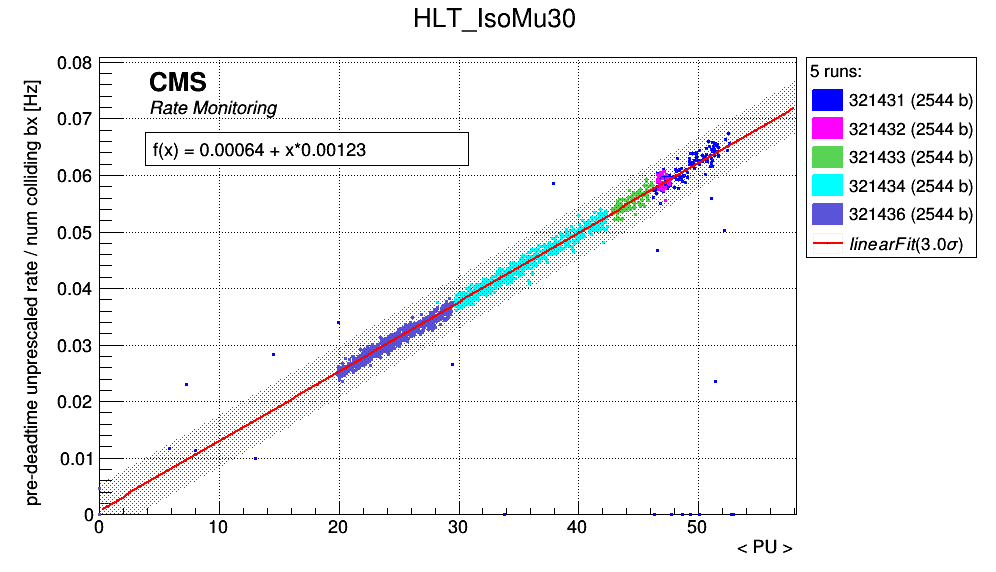 HLT_IsoMu30
pre-deadtime unprescaled rate / num colliding bx [Hz]
0.08
0.07
0.06
0.05
0.04
0.03
0.02
0.01
0
CMS
Rate Monitoring
f(x) = 0.00064 + x*0.00123
0 10 20 30 40 50
< PU >
5 runs:
321431 (2544 b)
321432 (2544 b)
321433 (2544 b)
321434 (2544 b)
321436 (2544 b)
linearFit(3.0σ)